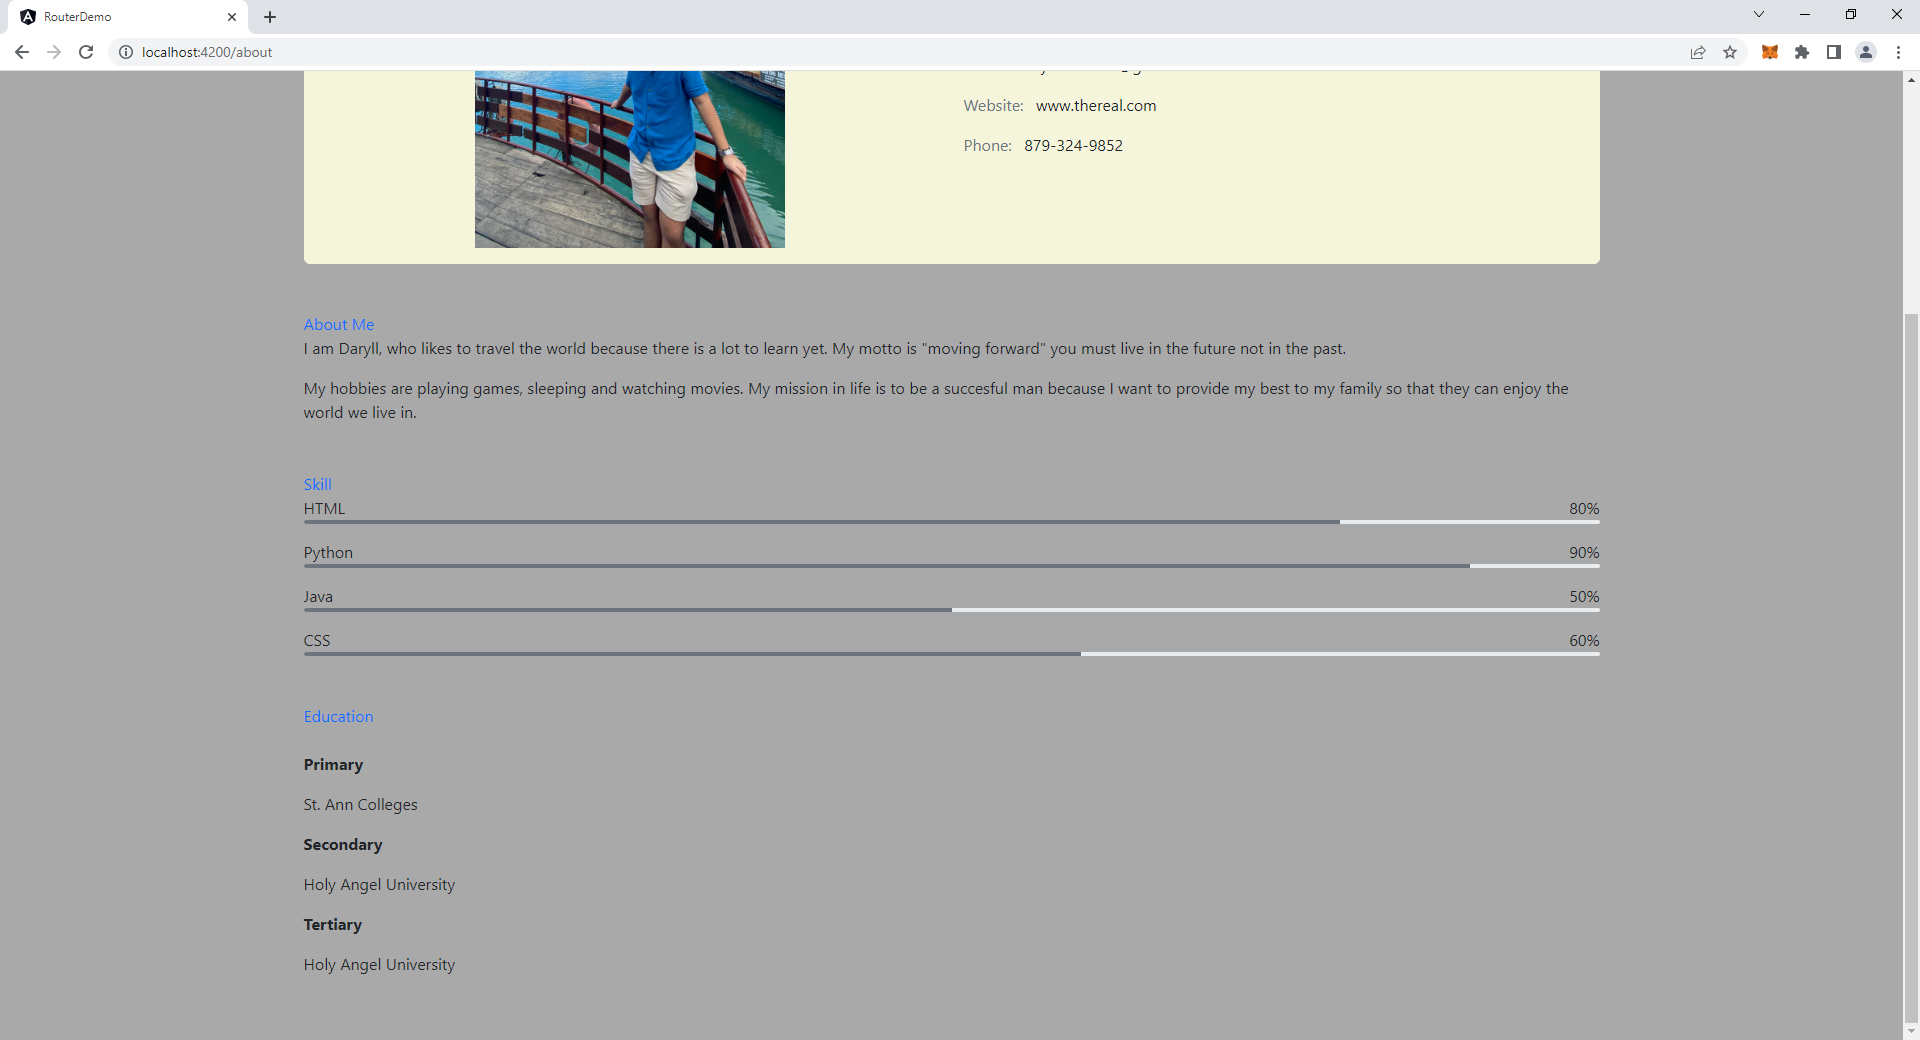 RouterDemo
localhost:4200/about
Website: www.thereal.com
Phone: 879-324-9852
About Me
I am Daryll, who likes to travel the world because there is a lot to learn yet. My motto is "moving forward" you must live in the future not in the past.
My hobbies are playing games, sleeping and watching movies. My mission in life is to be a succesful man because I want to provide my best to my family so that they can enjoy the
world we live in.
Skill
HTML 80%
Python 90%
Java 50%
CSS 60%
Education
Primary
St. Ann Colleges
Secondary
Holy Angel University
Tertiary
Holy Angel University